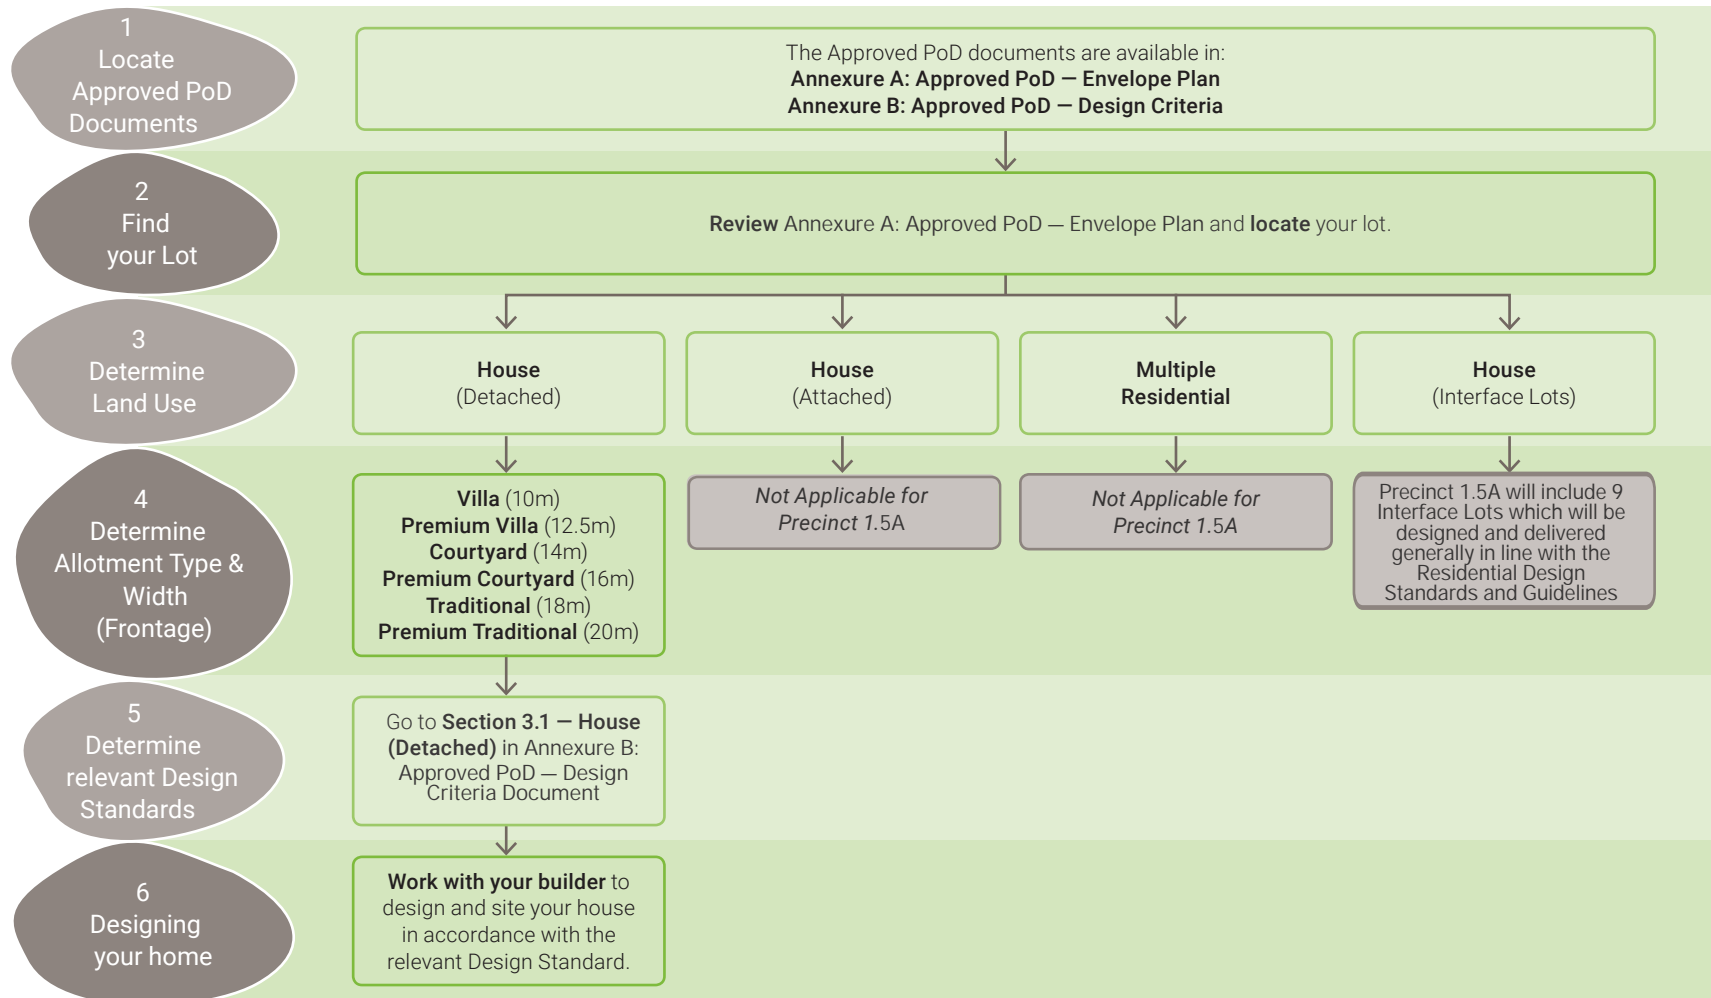 1
Locate
Approved PoD
Documents
The Approved PoD documents are available in:
Annexure A: Approved PoD — Envelope Plan
Annexure B: Approved PoD — Design Criteria
2
Find
your Lot
Review Annexure A: Approved PoD — Envelope Plan and locate your lot.
3
Determine
Land Use
House
(Detached)
House
(Attached)
Multiple
Residential
House
(Interface Lots)
4
Determine
Allotment Type &
Width
(Frontage)
Villa (10m)
Premium Villa (12.5m)
Courtyard (14m)
Premium Courtyard (16m)
Traditional (18m)
Premium Traditional (20m)
Not Applicable for
Precinct 1.5A
Not Applicable for
Precinct 1.5A
Precinct 1.5A will include 9
Interface Lots which will be
designed and delivered
generally in line with the
Residential Design
Standards and Guidelines
5
Determine
relevant Design
Standards
Go to Section 3.1 — House
(Detached) in Annexure B:
Approved PoD — Design
Criteria Document
6
Designing
your home
Work with your builder to
design and site your house
in accordance with the
relevant Design Standard.